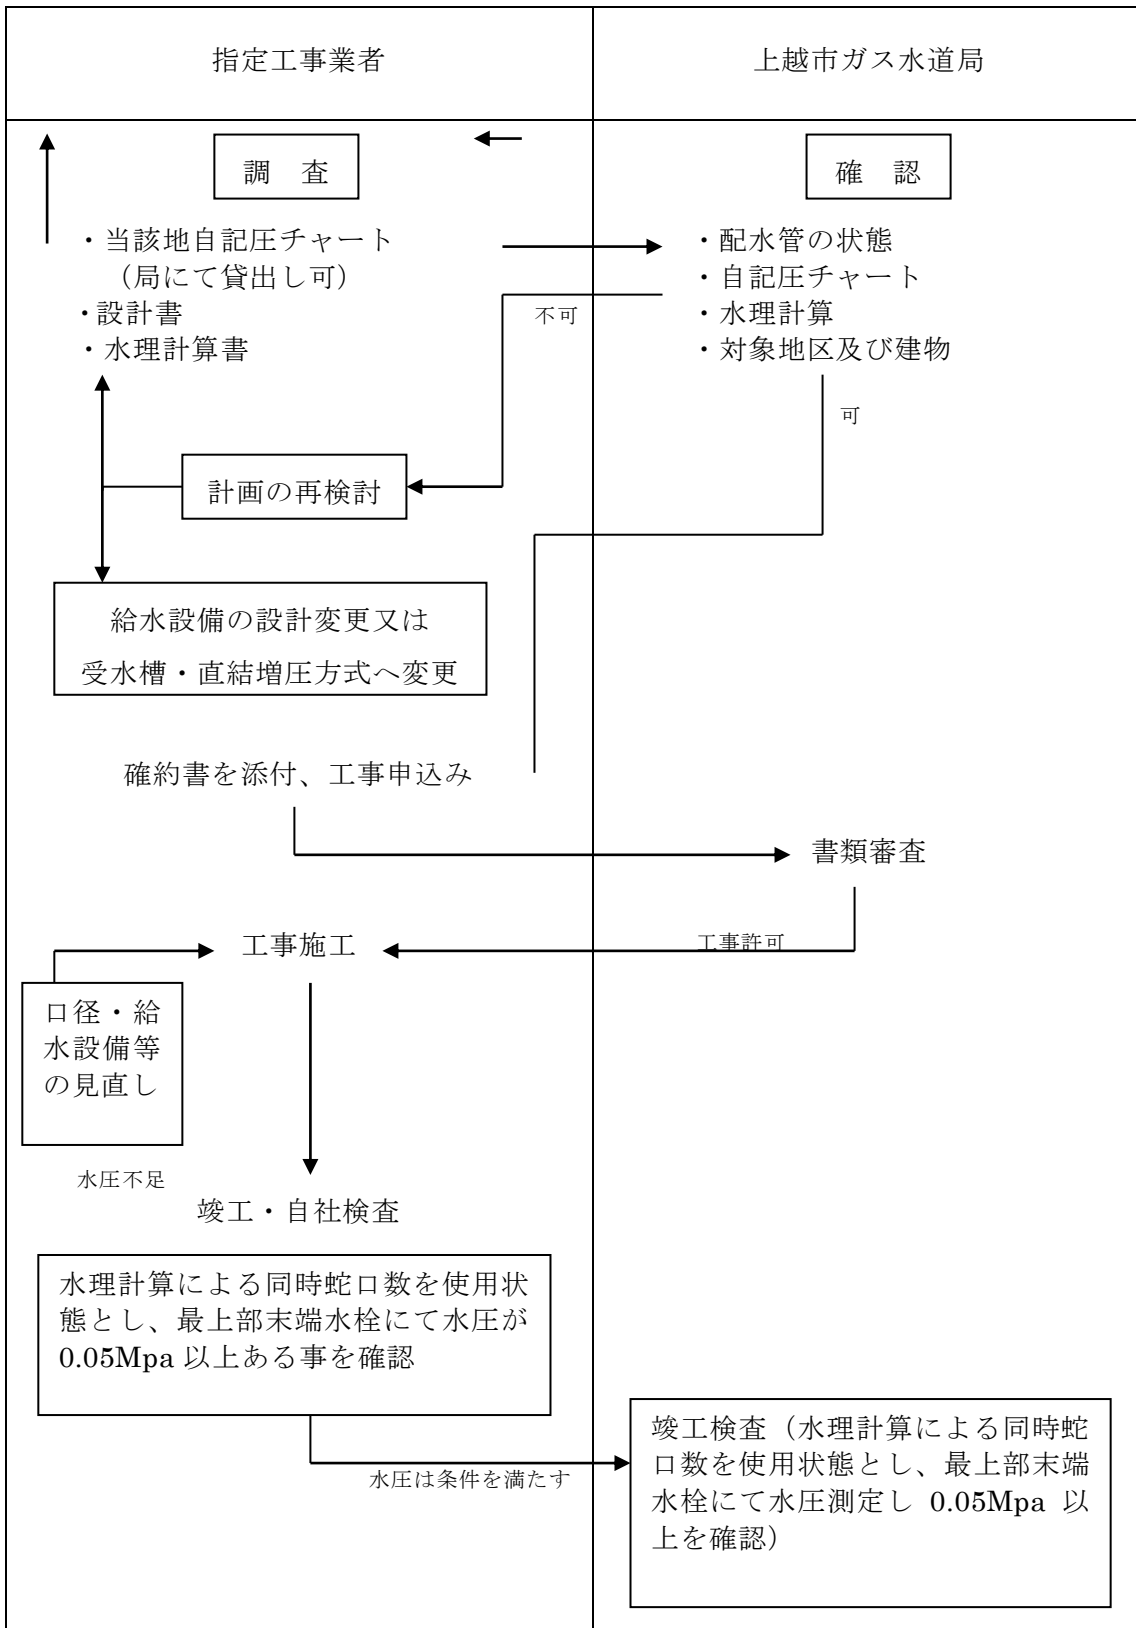 指定工事業者
上越市ガス水道局
調　査
確　認
・当該地自記圧チャート
（局にて貸出し可）
・設計書
・水理計算書
・配水管の状態
・自記圧チャート
・水理計算
・対象地区及び建物
不可
可
計画の再検討
給水設備の設計変更又は
受水槽・直結増圧方式へ変更
確約書を添付、工事申込み
書類審査
工事施工
工事許可
口径・給
水設備等
の見直し
水圧不足
竣工・自社検査
水理計算による同時蛇口数を使用状
態とし、最上部末端水栓にて水圧が
0.05Mpa 以上ある事を確認
水圧は条件を満たす
竣工検査（水理計算による同時蛇
口数を使用状態とし、最上部末端
水栓にて水圧測定し 0.05Mpa 以
上を確認）